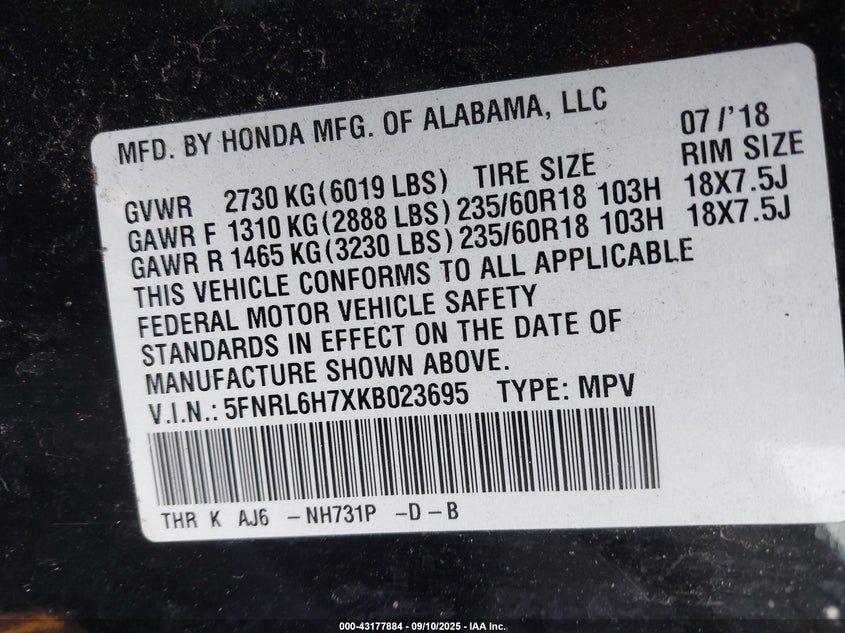 MFD. BY HONDA MFG. OF ALABAMA, LLC 07/'18
GVWR 2730 KG(6019 LBS) TIRE SIZE RIM SIZE
GAWR F 1310 KG(2888 LBS) 235/60R18 103H 18X7.5J
GAWR R 1465 KG(3230 LBS) 235/60R18 103H 18X7.5J
THIS VEHICLE CONFORMS TO ALL APPLICABLE
FEDERAL MOTOR VEHICLE SAFETY
STANDARDS IN EFFECT ON THE DATE OF
MANUFACTURE SHOWN ABOVE.
V.I.N.: 5FNRL6H7XKB023695 TYPE: MPV
THR K AJ6 -NH731P -D -B
000-43177884 - 09/10/2025 - IAA Inc.